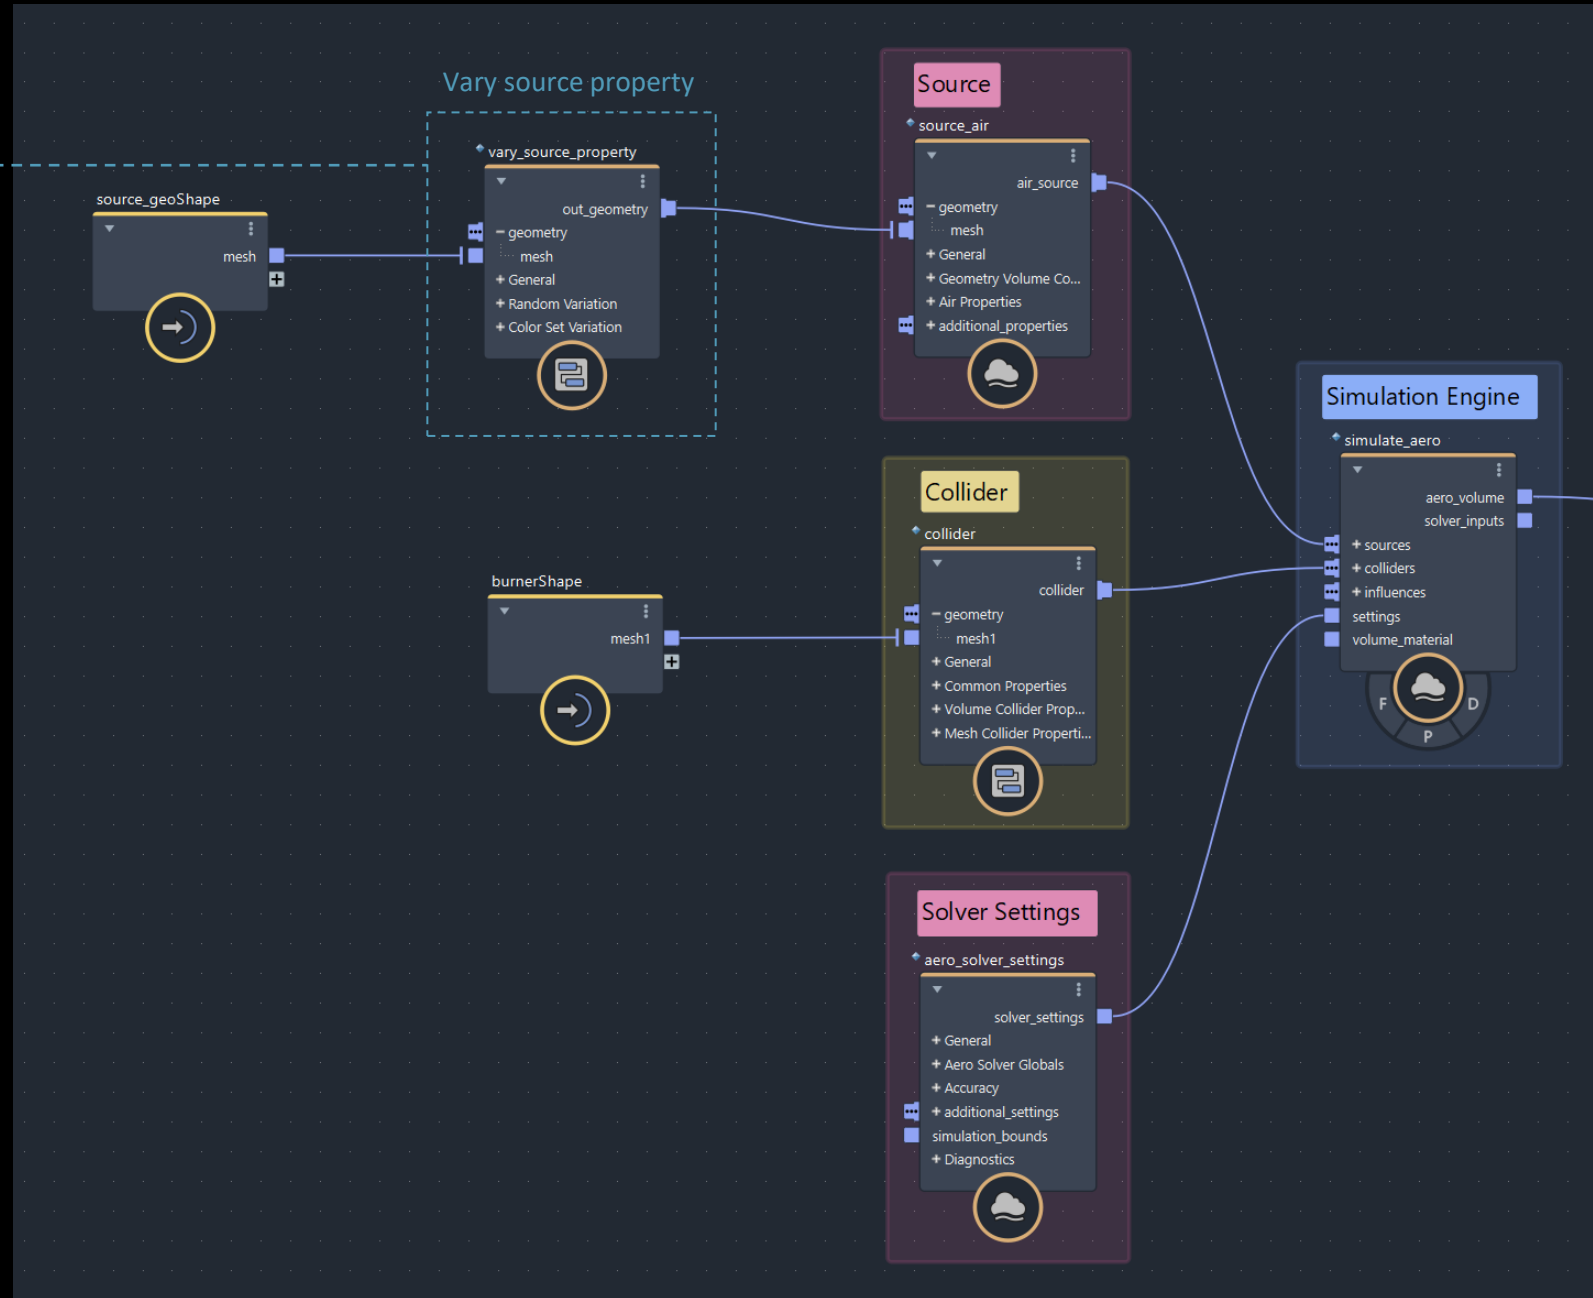 Vary source property
source_geoShape
mesh
vary_source_property
out_geometry
geometry
mesh
General
Random Variation
Color Set Variation
Source
source_air
air_source
geometry
mesh
General
Geometry Volume Co...
Air Properties
additional_properties
burnerShape
mesh1
Collider
collider
collider
geometry
mesh1
General
Common Properties
Volume Collider Prop...
Mesh Collider Properti...
Solver Settings
aero_solver_settings
solver_settings
General
Aero Solver Globals
Accuracy
additional_settings
simulation_bounds
Diagnostics
Simulation Engine
simulate_aero
aero_volume
solver_inputs
sources
colliders
influences
settings
volume_material
F
D
P